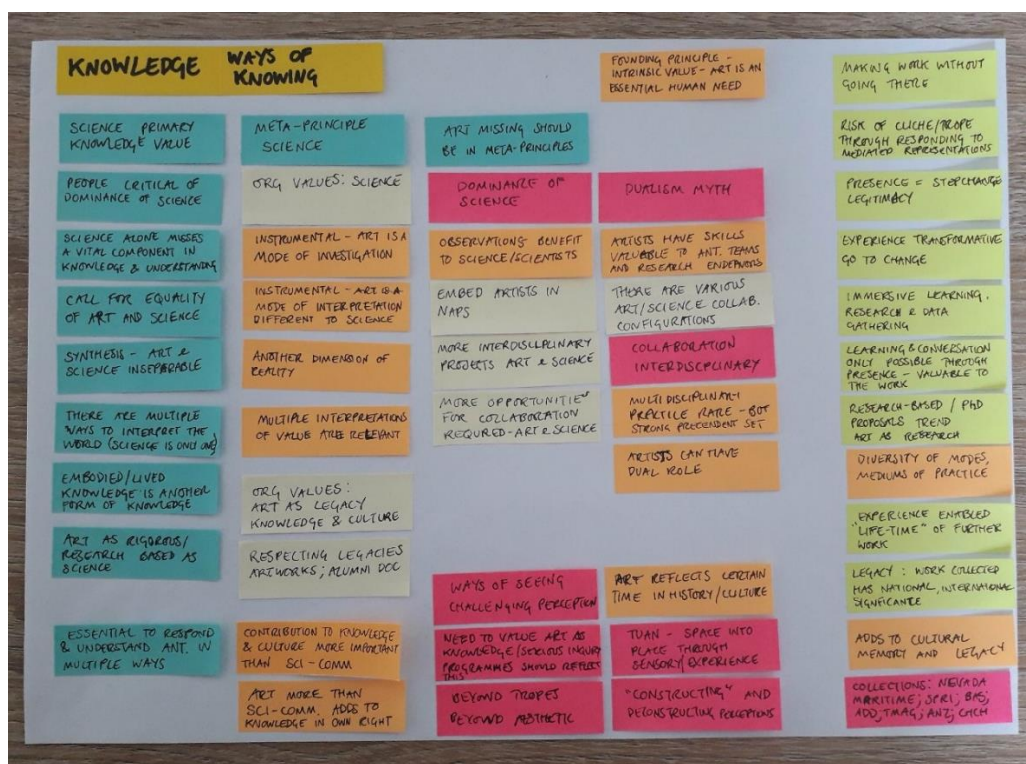 KNOWLEDGE WAYS OF
KNOWING
SCIENCE PRIMARY
KNOWLEDGE VALUE
PEOPLE CRITICAL OF
DOMINANCE OF SCIENCE
SCIENCE ALONE MISSES
A VITAL COMPONENT IN
KNOWLEDGE & UNDERSTANDING
CALL FOR EQUALITY
OF ART AND SCIENCE
SYNTHESIS - ART &
SCIENCE INSEPERABLE
THERE ARE MULTIPLE
WAYS TO INTERPRET THE
WORLD (SCIENCE IS ONLY ONE)
EMBODIED/LIVED
KNOWLEDGE IS ANOTHER
FORM OF KNOWLEDGE
ART AS RIGOROUS/
RESEARCH BASED AS
SCIENCE
ESSENTIAL TO RESPOND
& UNDERSTAND ANT. IN
MULTIPLE WAYS
META-PRINCIPLE
SCIENCE
ORG VALUES: SCIENCE
INSTRUMENTAL - ART IS A
MODE OF INVESTIGATION
INSTRUMENTAL - ART IS A
MODE OF INTERPRETATION
DIFFERENT TO SCIENCE
ANOTHER DIMENSION OF
REALITY
MULTIPLE INTERPRETATIONS
OF VALUE ARE RELEVANT
ORG VALUES:
ART AS LEGACY
KNOWLEDGE & CULTURE
RESPECTING LEGACIES
ARTWORKS; ALUMNI DOC
CONTRIBUTION TO KNOWLEDGE
& CULTURE MORE IMPORTANT
THAN SCI-COMM
ART MORE THAN
SCI-COMM. ADDS TO
KNOWLEDGE IN OWN RIGHT
ART MISSING SHOULD
BE IN META-PRINCIPLES
DOMINANCE OF
SCIENCE
OBSERVATIONS BENEFIT
TO SCIENCE/SCIENTISTS
EMBED ARTISTS IN
NAPS
MORE INTERDISCLIPLINARY
PROJECTS ART & SCIENCE
MORE OPPORTUNITIES
FOR COLLABORATION
REQUIRED - ART & SCIENCE
WAYS OF SEEING
CHALLENGING PERCEPTION
NEED TO VALUE ART AS
KNOWLEDGE/SERIOUS INQUIRY
PROGRAMMES SHOULD REFLECT
THIS
BEYOND TROPES
BEYOND AESTHETIC
FOUNDING PRINCIPLE -
INTRINSIC VALUE - ART IS AN
ESSENTIAL HUMAN NEED
DUALISM MYTH
ARTISTS HAVE SKILLS
VALUABLE TO ANT. TEAMS
AND RESEARCH ENDEAVOURS
THERE ARE VARIOUS
ART/SCIENCE COLLAB.
CONFIGURATIONS
COLLABORATION
INTERDISCPLINARY
MULTIDISCIPLINARY
PRACTICE RARE - BUT
STRONG PRECENDENT SET
ARTISTS CAN HAVE
DUAL ROLE
ART REFLECTS CERTAIN
TIME IN HISTORY/CULTURE
TUAN - SPACE INTO
PLACE THROUGH
SENSORY/EXPERIENCE
"CONSTRUCTING" AND
DECONSTRUCTING PERCEPTIONS
MAKING WORK WITHOUT
GOING THERE
RISK OF CLICHE/TROPE
THROUGH RESPONDING TO
MEDIATED REPRESENTATIONS
PRESENCE = STEPCHANGE
LEGITIMACY
EXPERIENCE TRANSFORMATIVE
GO TO CHANGE
IMMERSIVE LEARNING,
RESEARCH & DATA
GATHERING
LEARNING & CONVERSATION
ONLY POSSIBLE THROUGH
PRESENCE - VALUABLE TO
THE WORK
RESEARCH-BASED / PHD
PROPOSALS TREND
ART AS RESEARCH
DIVERSITY OF MODES,
MEDIUMS OF PRACTICE
EXPERIENCE ENABLED
"LIFE-TIME" OF FURTHER
WORK
LEGACY: WORK COLLECTED
HAS NATIONAL, INTERNATIONAL
SIGNFICANCE
ADDS TO CULTURAL
MEMORY AND LEGACY
COLLECTIONS: NEVADA
MARITIME; SPRI; BAS;
ADD; TMAG; ANZ; CHCH